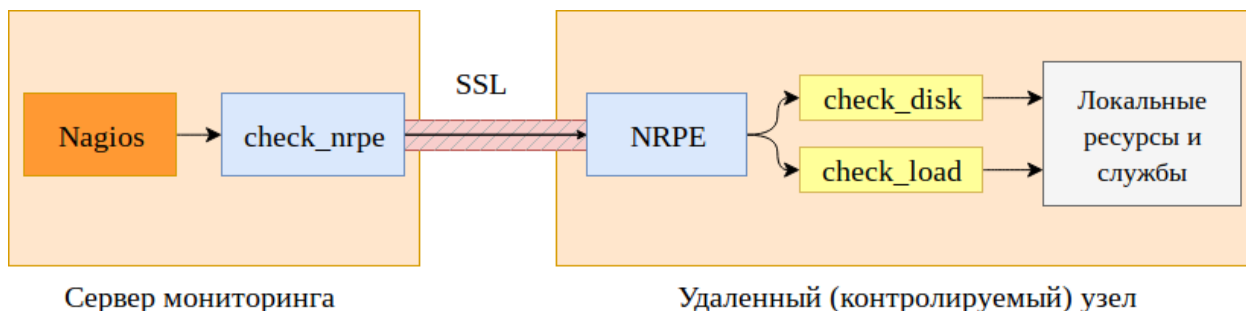 SSL
Nagios
check_nrpe
NRPE
check_disk
check_load
Локальные
ресурсы и
службы
Сервер мониторинга
Удаленный (контролируемый) узел